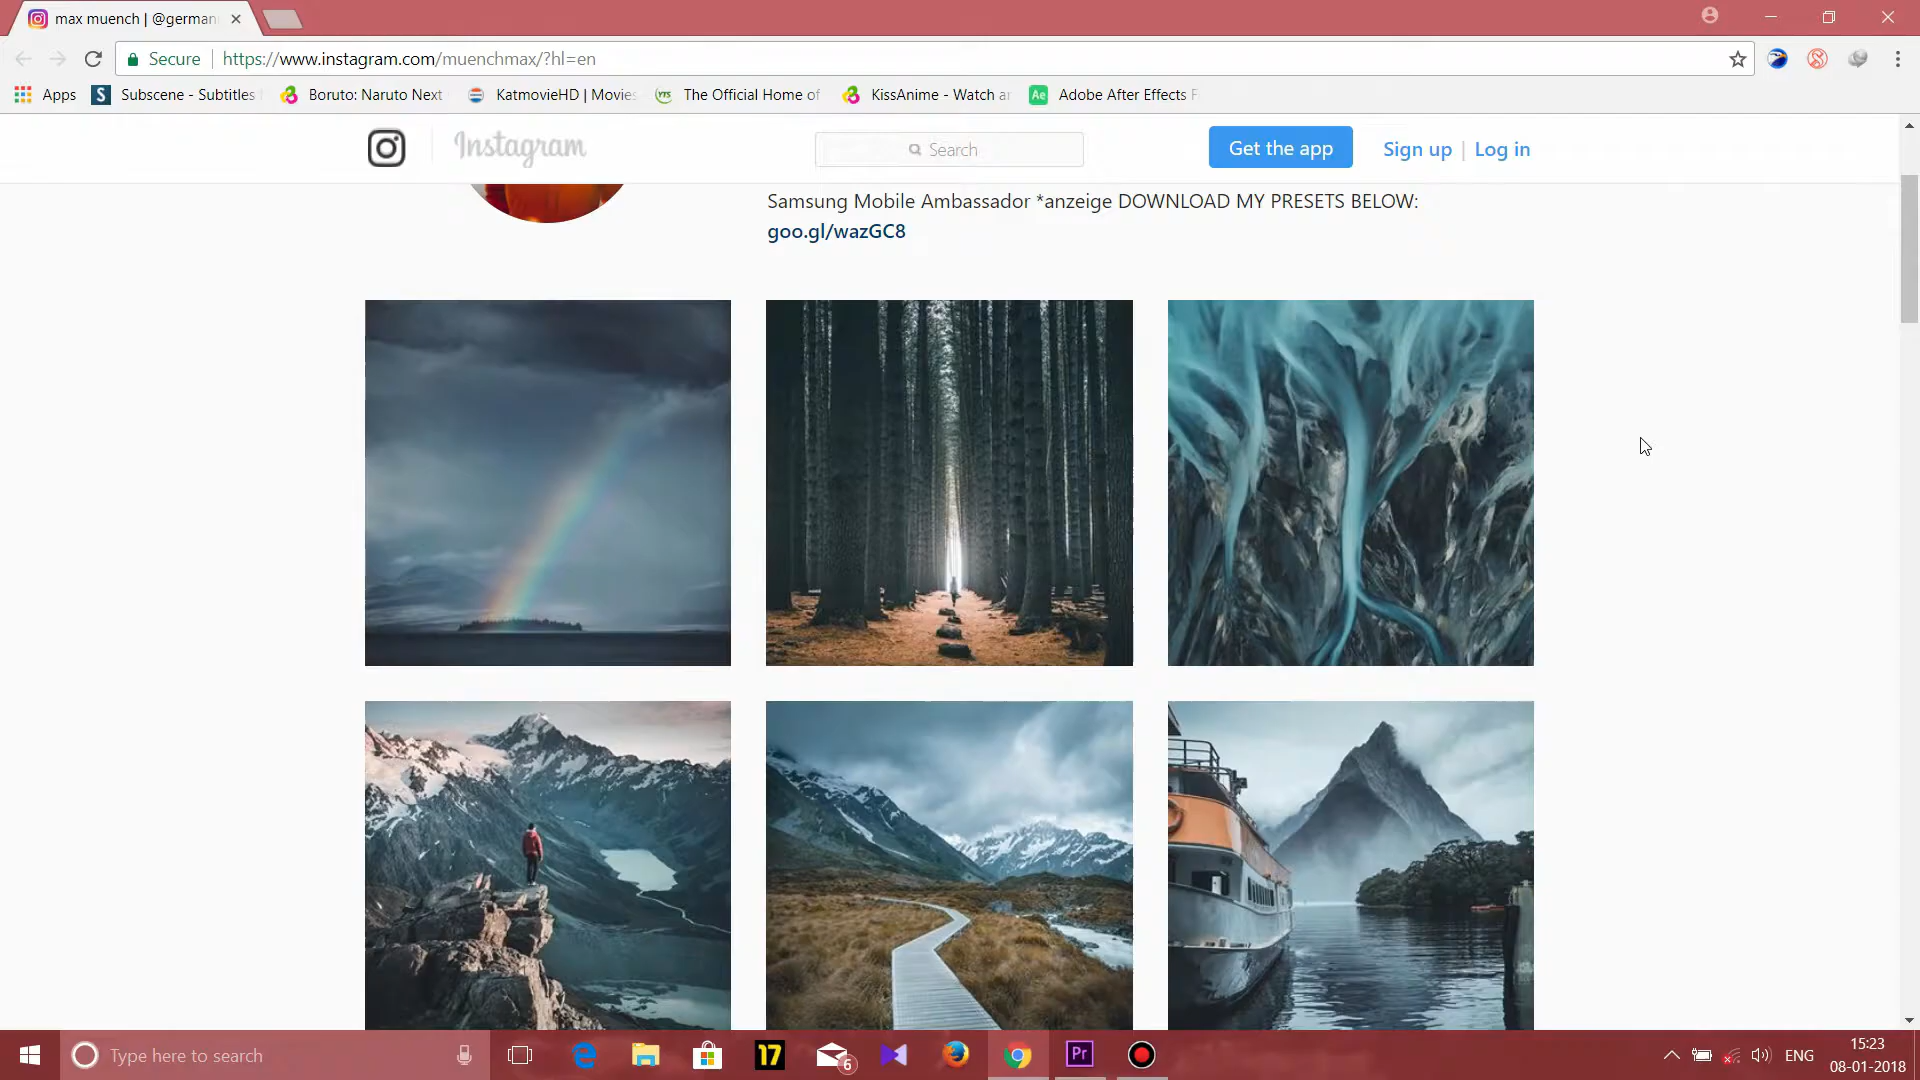 max muench | @german
Secure https://www.instagram.com/muenchmax/?hl=en
Apps Subscene - Subtitles Boruto: Naruto Next KatmovieHD | Movies The Official Home of KissAnime - Watch an Adobe After Effects F
Instagram Search Get the app Sign up | Log in
Samsung Mobile Ambassador *anzeige DOWNLOAD MY PRESETS BELOW:
goo.gl/wazGC8
Type here to search 17 6 Pr ENG 15:23
08-01-2018